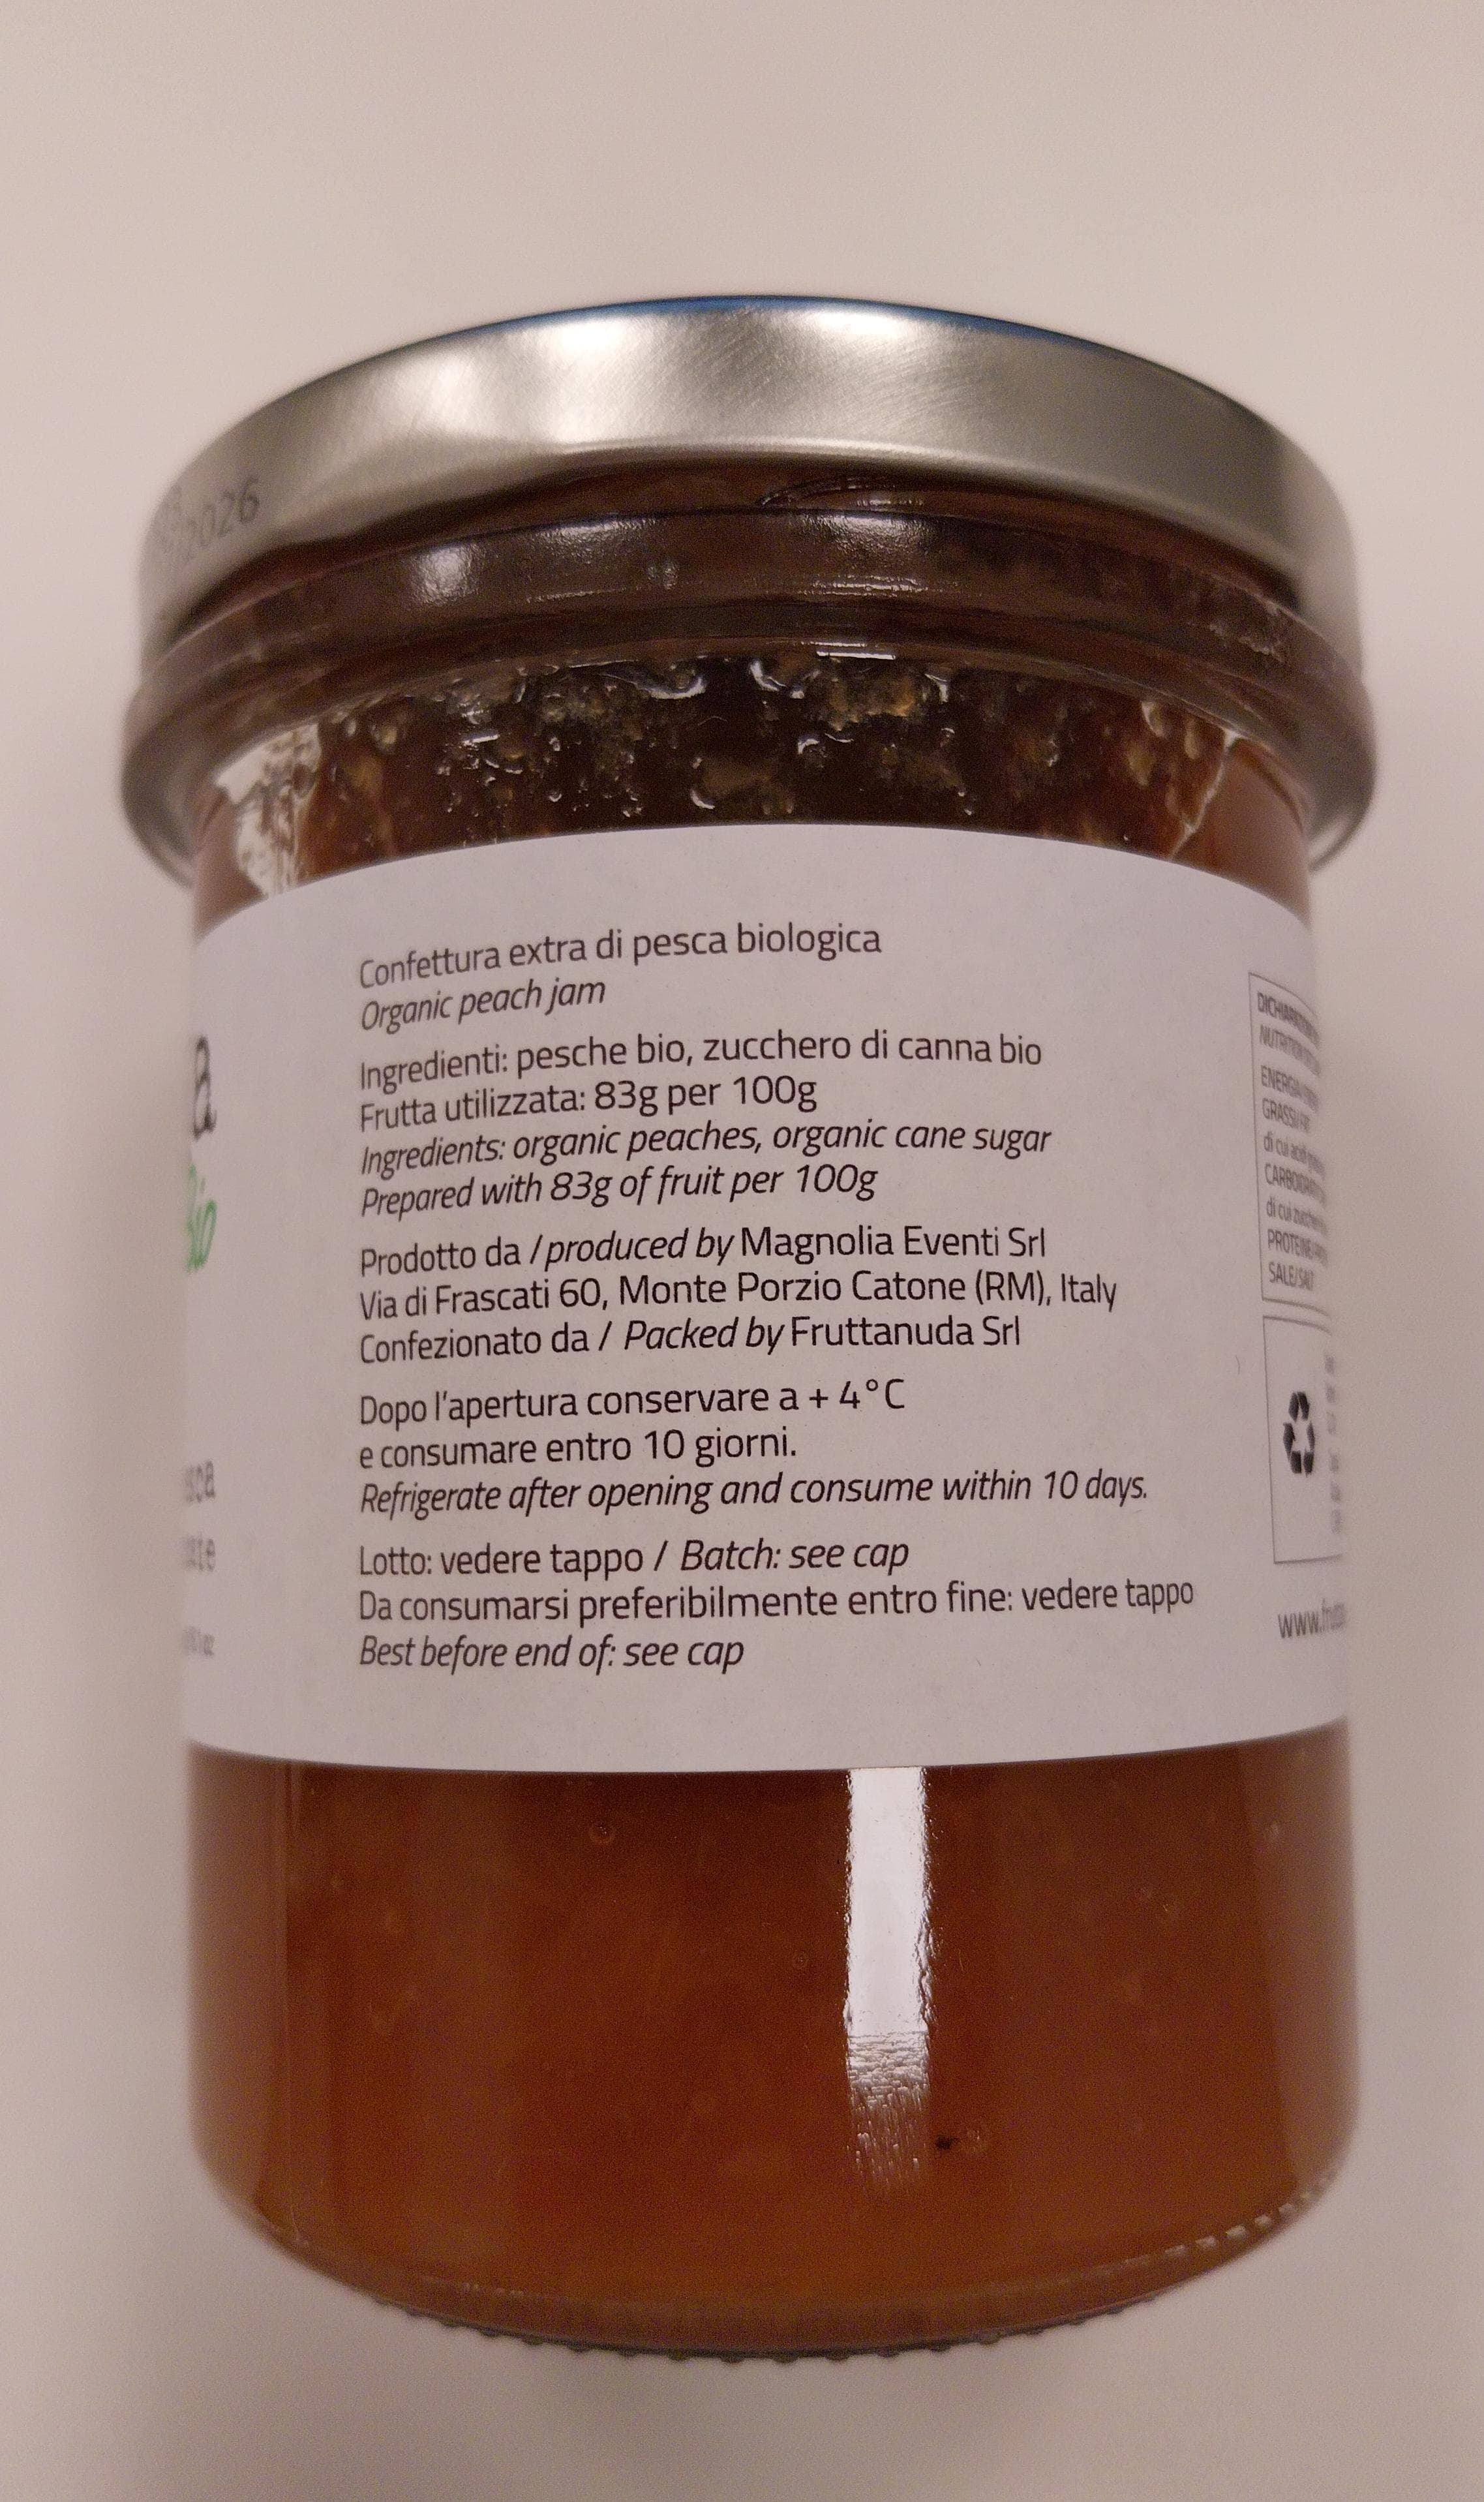 2026
a
Bio
Confettura extra di pesca biologica
Organic peach jam
Ingredienti: pesche bio, zucchero di canna bio
Frutta utilizzata: 83g per 100g
Ingredients: organic peaches, organic cane sugar
Prepared with 83g of fruit per 100g
Prodotto da / produced by Magnolia Eventi Srl
Via di Frascati 60, Monte Porzio Catone (RM), Italy
Confezionato da / Packed by Fruttanuda Srl
Dopo l'apertura conservare a + 4°C
e consumare entro 10 giorni.
Refrigerate after opening and consume within 10 days.
Lotto: vedere tappo / Batch: see cap
Da consumarsi preferibilmente entro fine: vedere tappo
Best before end of: see cap
ENERGIA
GRASSI/
di cui acidi
di cui
SALE/SALT
www.